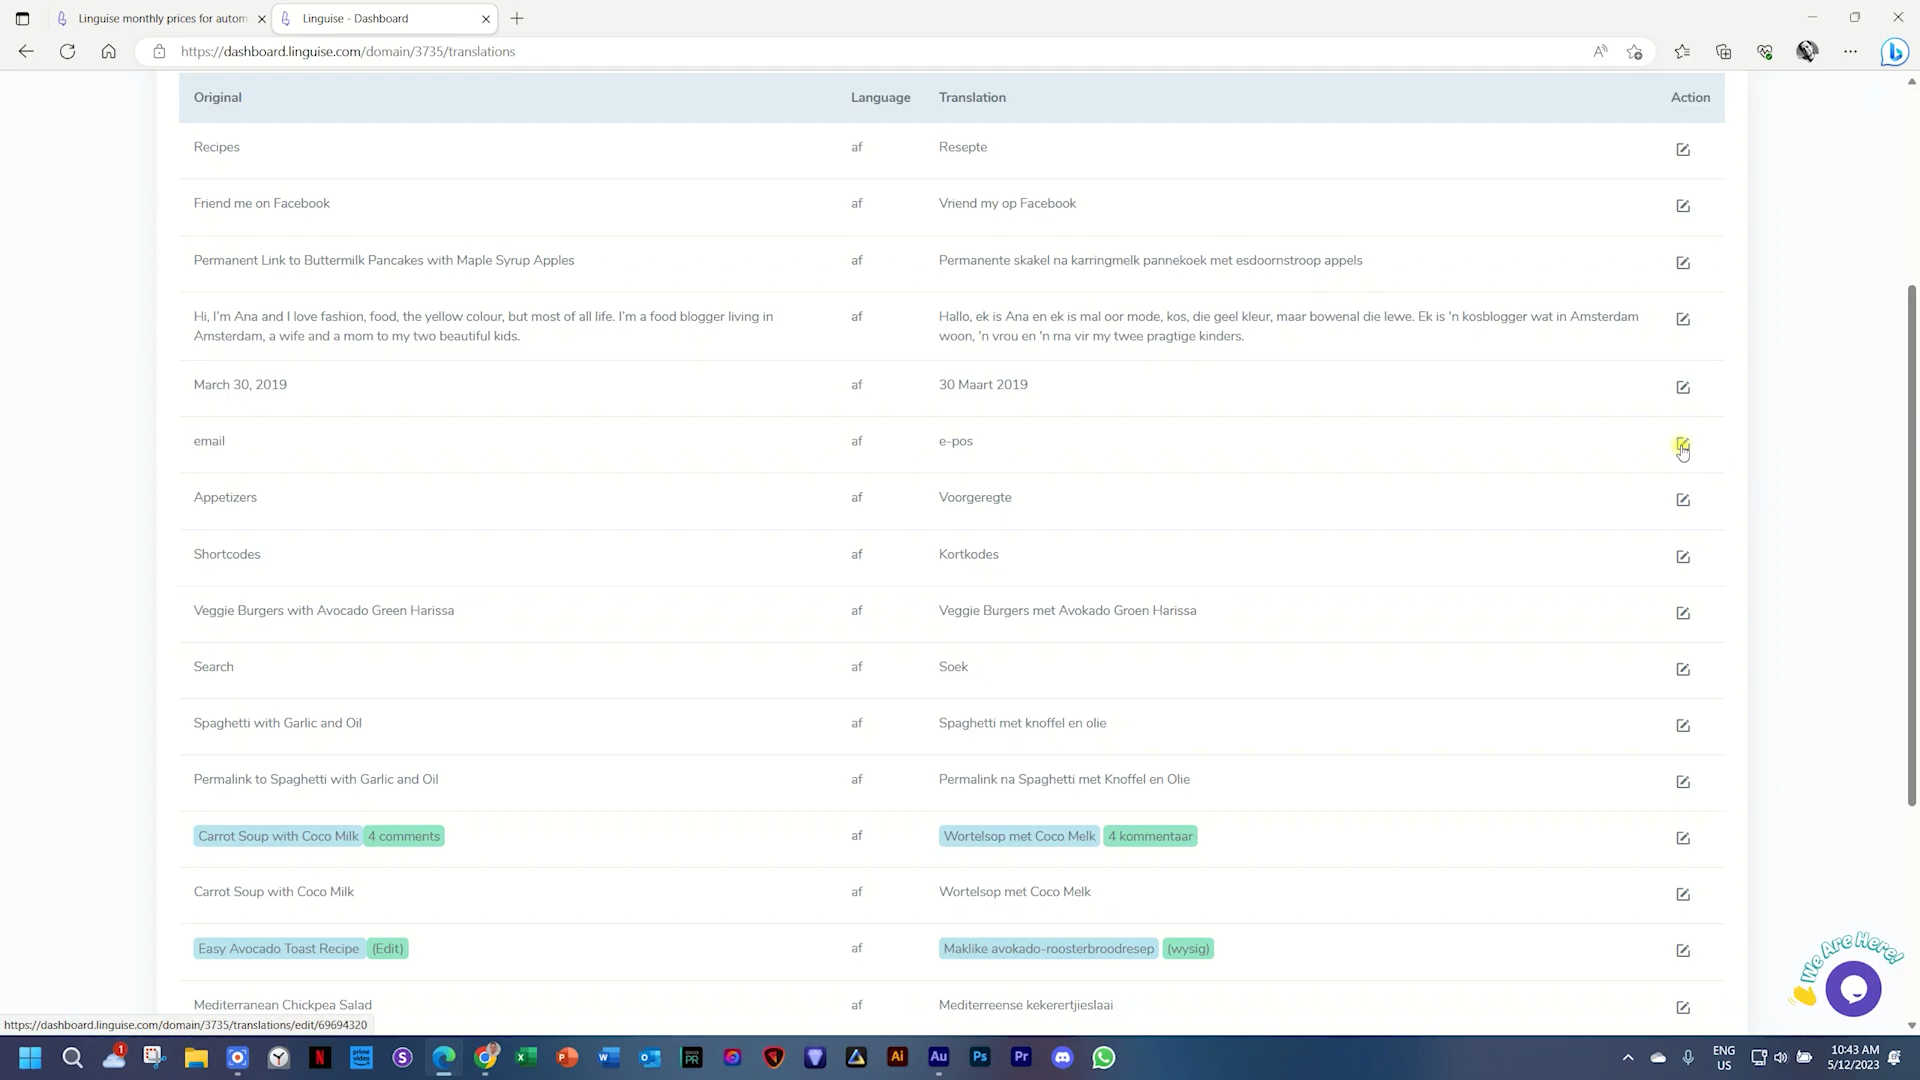 Linguise monthly prices for autom
Linguise - Dashboard
https://dashboard.linguise.com/domain/3735/translations
Original Language Translation Action
Recipes af Resepte
Friend me on Facebook af Vriend my op Facebook
Permanent Link to Buttermilk Pancakes with Maple Syrup Apples af Permanente skakel na karringmelk pannekoek met esdoornstroop appels
Hi, I'm Ana and I love fashion, food, the yellow colour, but most of all life. I'm a food blogger living in
Amsterdam, a wife and a mom to my two beautiful kids.
af
Hallo, ek is Ana en ek is mal oor mode, kos, die geel kleur, maar bowenal die lewe. Ek is 'n kosblogger wat in Amsterdam
woon, 'n vrou en 'n ma vir my twee pragtige kinders.
March 30, 2019 af 30 Maart 2019
email af e-pos
Appetizers af Voorgeregte
Shortcodes af Kortkodes
Veggie Burgers with Avocado Green Harissa af Veggie Burgers met Avokado Groen Harissa
Search af Soek
Spaghetti with Garlic and Oil af Spaghetti met knoffel en olie
Permalink to Spaghetti with Garlic and Oil af Permalink na Spaghetti met Knoffel en Olie
Carrot Soup with Coco Milk 4 comments af Wortelsop met Coco Melk 4 kommentaar
Carrot Soup with Coco Milk af Wortelsop met Coco Melk
Easy Avocado Toast Recipe (Edit) af Maklike avokado-roosterbroodresep (wysig)
Mediterranean Chickpea Salad af Mediterreense kekerertjieslaai
We Are Here!
https://dashboard.linguise.com/domain/3735/translations/edit/69694320
ENG
US
10:43 AM
5/12/2023